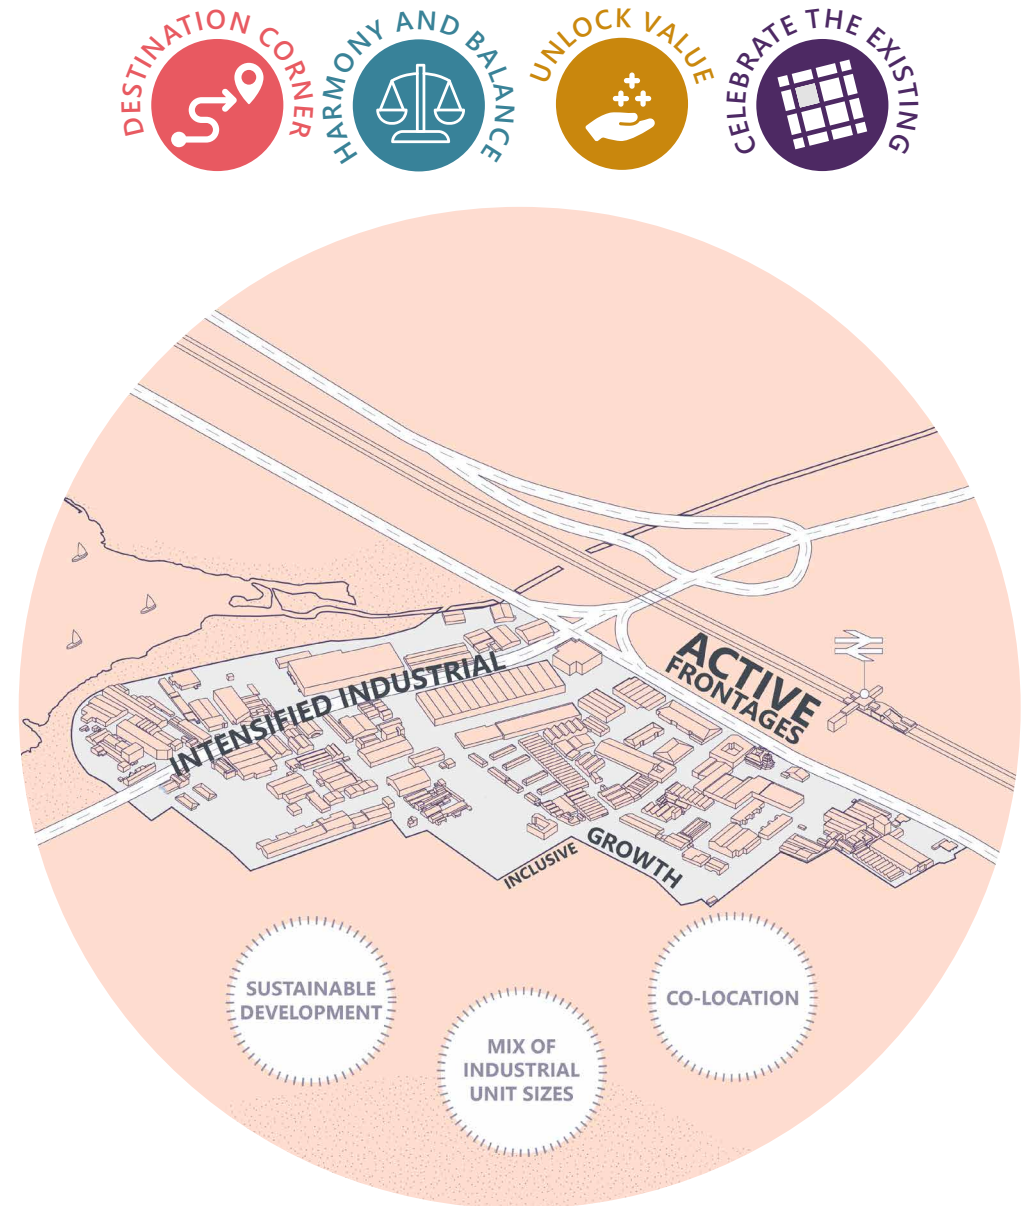 DESTINATION CORNER
HARMONY AND BALANCE
UNLOCK VALUE
CELEBRATE THE EXISTING
ACTIVE
FRONTAGES
INTENSIFIED INDUSTRIAL
INCLUSIVE
GROWTH
SUSTAINABLE
DEVELOPMENT
MIX OF
INDUSTRIAL
UNIT SIZES
CO-LOCATION